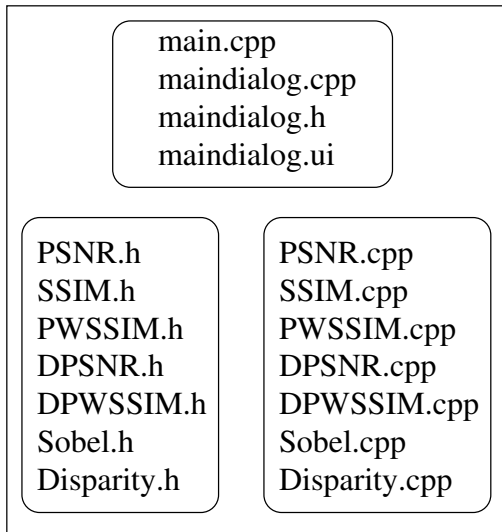 main.cpp
maindialog.cpp
maindialog.h
maindialog.ui
PSNR.h
SSIM.h
PWSSIM.h
DPSNR.h
DPWSSIM.h
Sobel.h
Disparity.h
PSNR.cpp
SSIM.cpp
PWSSIM.cpp
DPSNR.cpp
DPWSSIM.cpp
Sobel.cpp
Disparity.cpp